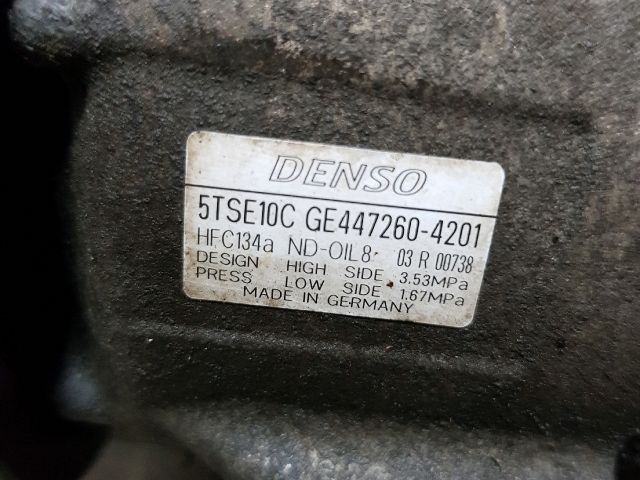 DENSO
5TSE10C GE447260-4201
HFC134a ND-OIL8 03 R 00738
DESIGN HIGH SIDE 3.53MPa
PRESS LOW SIDE 1.67MPa
MADE IN GERMANY